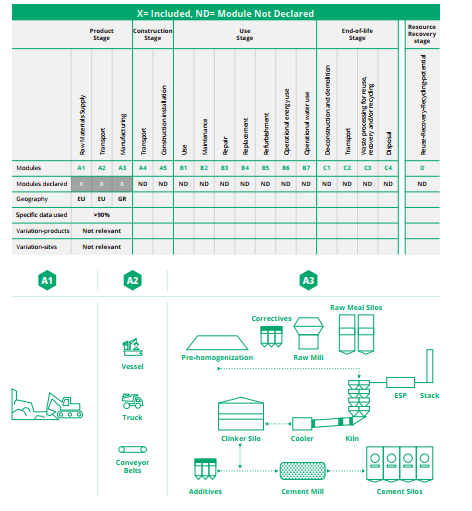 X= Included, ND= Module Not Declared
Product Stage
Construction Stage
Use Stage
End-of-life Stage
Resource Recovery stage
Raw Materials Supply
Transport
Manufacturing
Transport
Construction installation
Use
Maintenance
Repair
Replacement
Refurbishment
Operational energy use
Operational water use
De-construction and demolition
Transport
Waste processing for reuse, recovery and/or recycling
Disposal
Reuse-Recovery-Recycling-potential
Modules A1 A2 A3 A4 A5 B1 B2 B3 B4 B5 B6 B7 C1 C2 C3 C4 D
Modules declared X X X ND ND ND ND ND ND ND ND ND ND ND ND ND ND
Geography EU EU GR
Specific data used >90%
Variation-products Not relevant
Variation-sites Not relevant
A1 A2 A3
Raw Meal Silos
Correctives
Vessel
Pre-homogenization
Raw Mill
ESP
Stack
Truck
Clinker Silo
Cooler
Kiln
Conveyor Belts
Additives
Cement Mill
Cement Silos